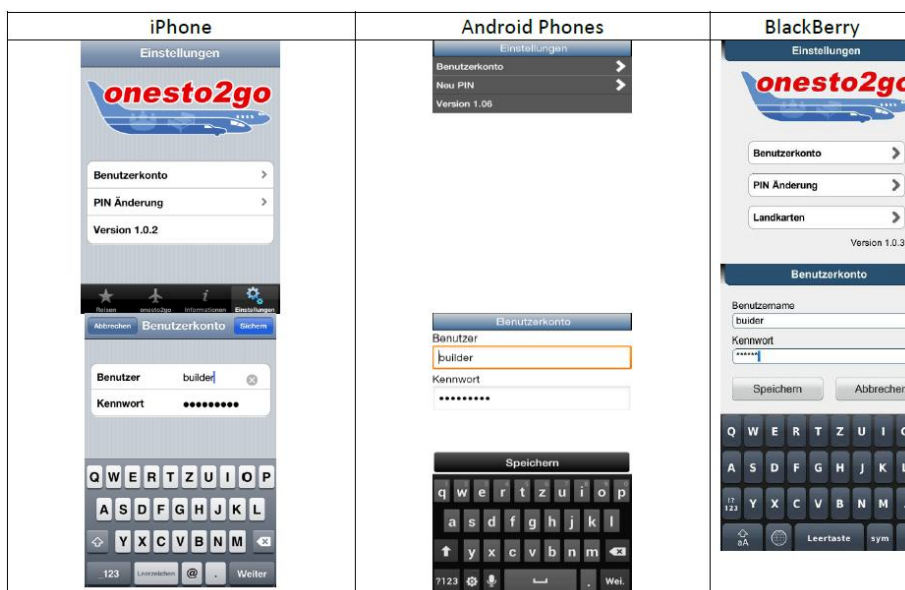 iPhone
Android Phones
BlackBerry
Einstellungen
onesto2go
Benutzerkonto
PIN Änderung
Version 1.0.2
Reisen
onesto2go
Informationen
Einstellungen
Einstellungen
Benutzerkonto
Neu PIN
Version 1.06
Einstellungen
onesto2go
Benutzerkonto
PIN Änderung
Landkarten
Version 1.0.3
Abbrechen Benutzerkonto Sichern
Benutzer builder
Kennwort •••••••••
Q W E R T Z U I O P
A S D F G H J K L
Y X C V B N M
.123 Leerzeichen @ . Weiter
Benutzerkonto
Benutzer
builder
Kennwort
•••••••••
Speichern
q w e r t z u i o p
a s d f g h j k l
y x c v b n m
?123 . Wei.
Benutzerkonto
Benutzername
buider
Kennwort
******
Speichern Abbrechen
Q W E R T Z U I
A S D F G H J K L
!? 123 Y X C V B N M
aA Leertaste sym